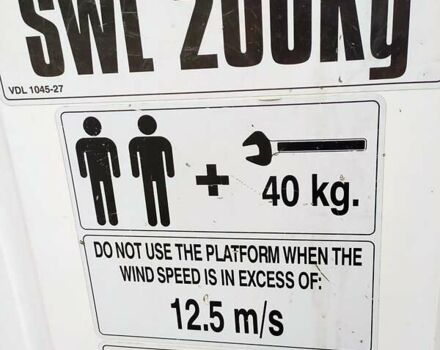 SWL 200Kg
VDL 1045-27
+ 40 kg.
DO NOT USE THE PLATFORM WHEN THE
WIND SPEED IS IN EXCESS OF:
12.5 m/s